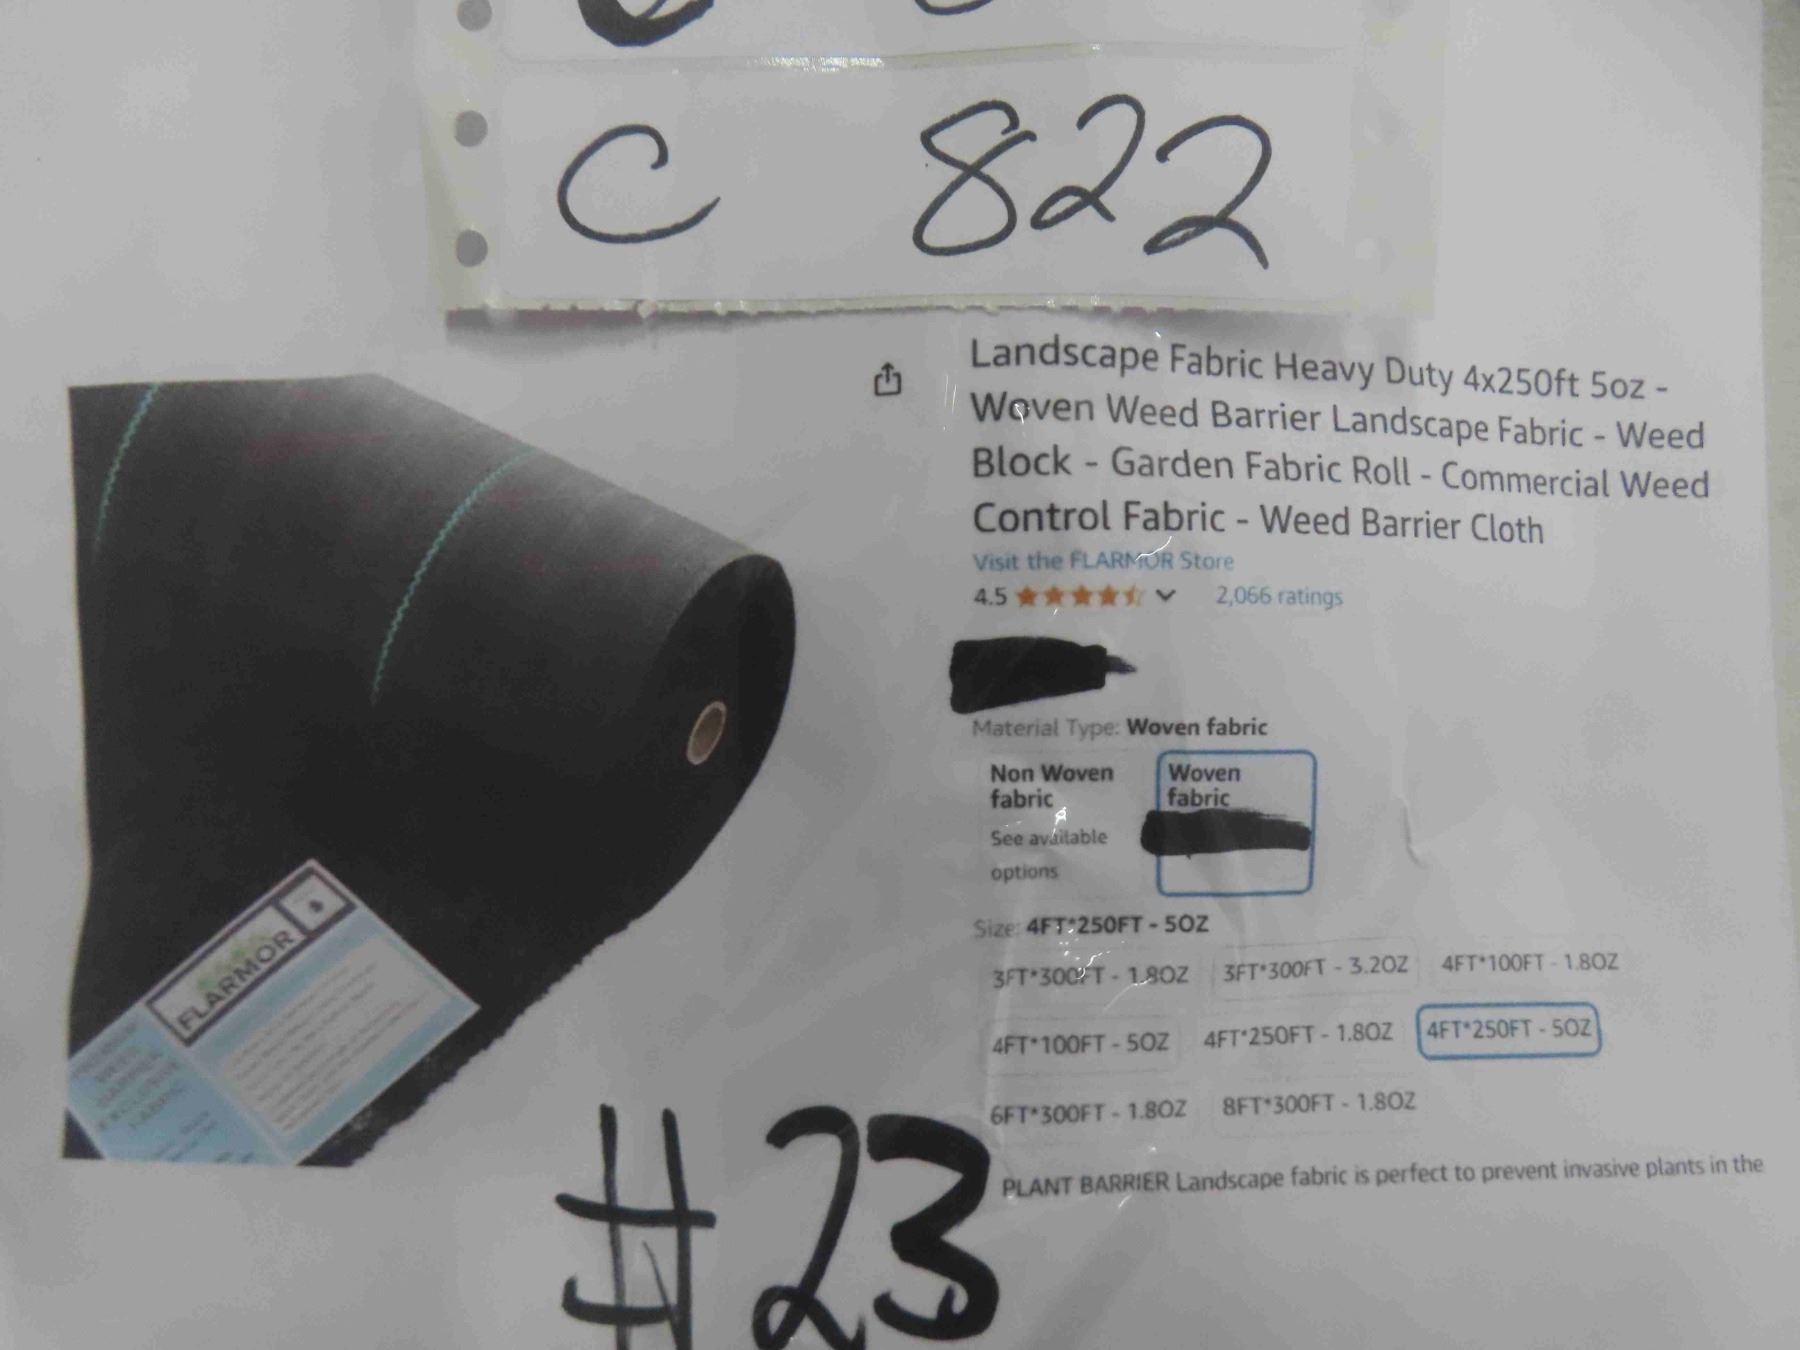 C 822
Landscape Fabric Heavy Duty 4x250ft 5oz -
Woven Weed Barrier Landscape Fabric - Weed
Block - Garden Fabric Roll - Commercial Weed
Control Fabric - Weed Barrier Cloth
Visit the FLARMOR Store
4.5 2,066 ratings
Material Type: Woven fabric
Non Woven
fabric
See available
options
Woven
fabric
Size: 4FT*250FT - 5OZ
3FT*300FT - 1.8OZ 3FT*300FT - 3.2OZ 4FT*100FT - 1.8OZ
4FT*100FT - 5OZ 4FT*250FT - 1.8OZ 4FT*250FT - 5OZ
6FT*300FT - 1.8OZ 8FT*300FT - 1.8OZ
PLANT BARRIER Landscape fabric is perfect to prevent invasive plants in the
FLARMOR
WEED
BARRIER
FABRIC
#23